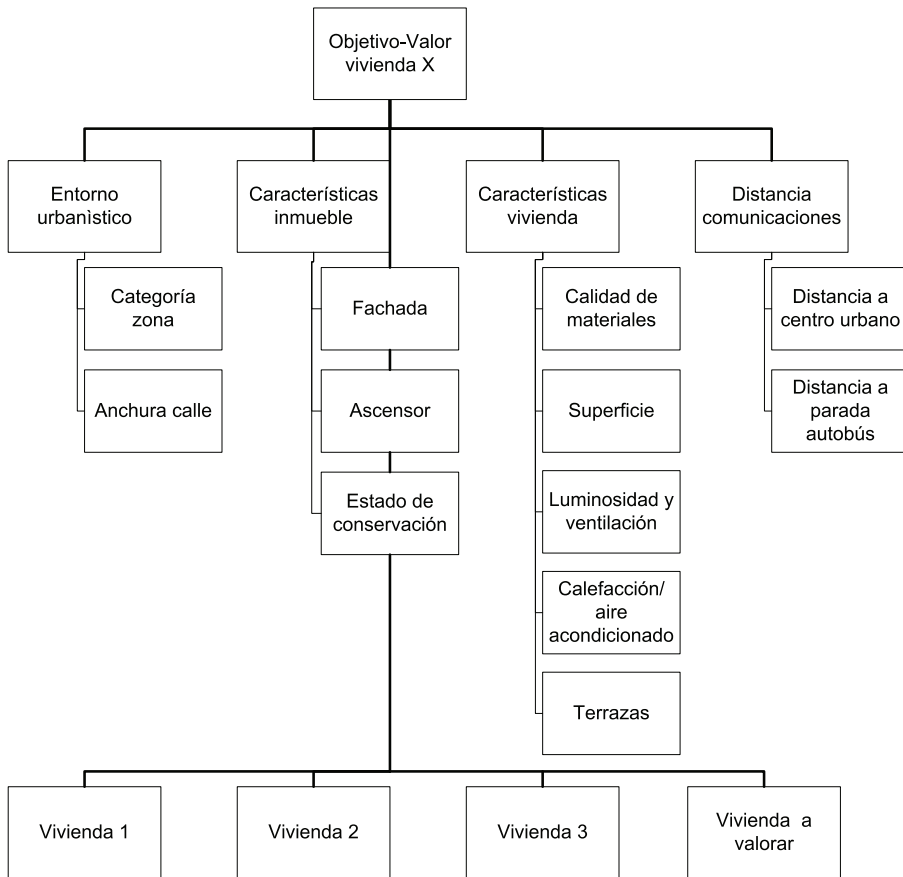 Objetivo-Valor
vivienda X
Entorno
urbanìstico
Características
inmueble
Características
vivienda
Distancia
comunicaciones
Categoría
zona
Fachada
Calidad de
materiales
Distancia a
centro urbano
Anchura calle
Ascensor
Superficie
Distancia a
parada
autobús
Estado de
conservación
Luminosidad y
ventilación
Calefacción/
aire
acondicionado
Terrazas
Vivienda 1
Vivienda 2
Vivienda 3
Vivienda a
valorar